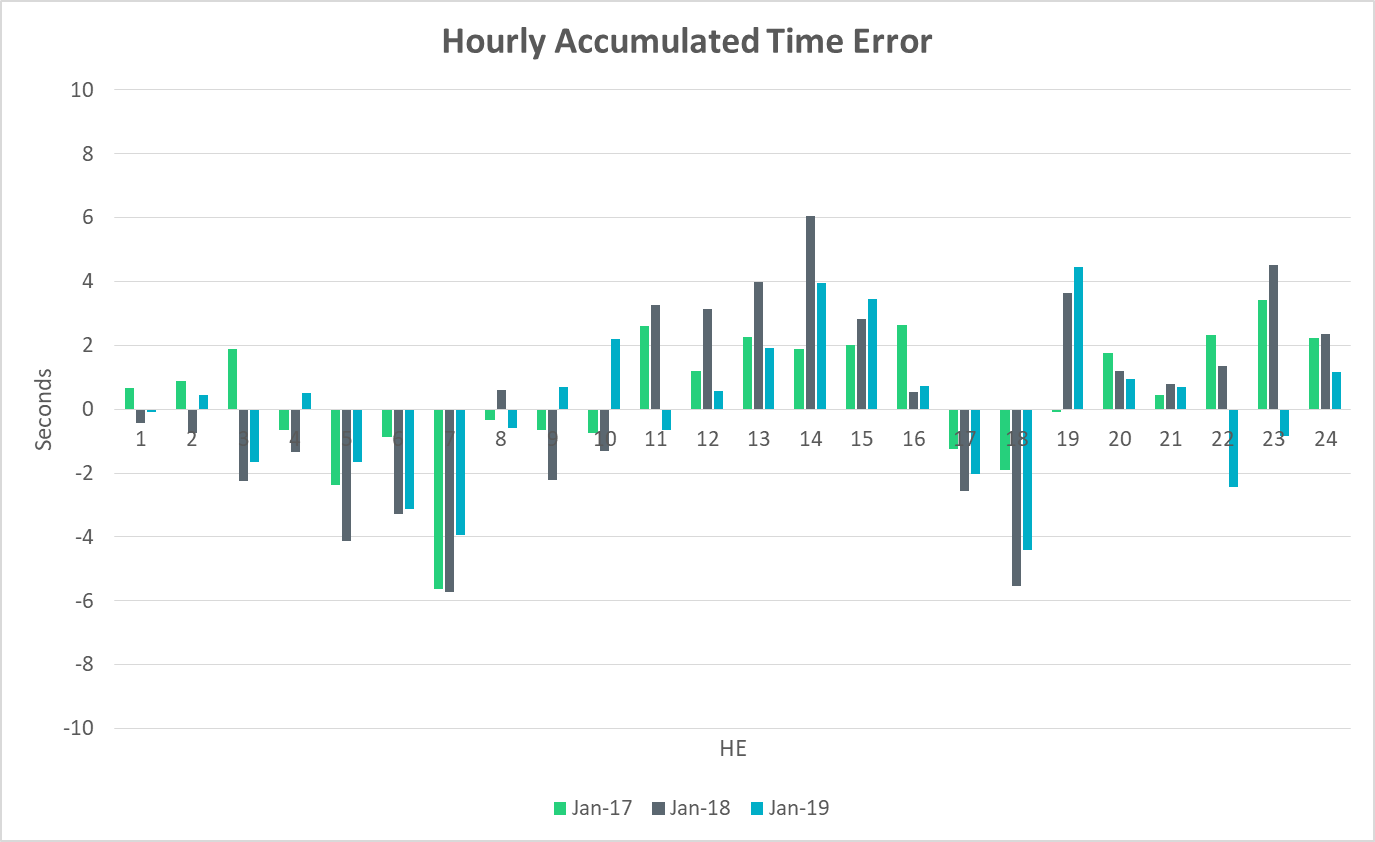 Hourly Accumulated Time Error
10
8
6
4
2
0
-2
-4
-6
-8
-10
Seconds
1 2 3 4 5 6 7 8 9 10 11 12 13 14 15 16 17 18 19 20 21 22 23 24
HE
Jan-17 Jan-18 Jan-19